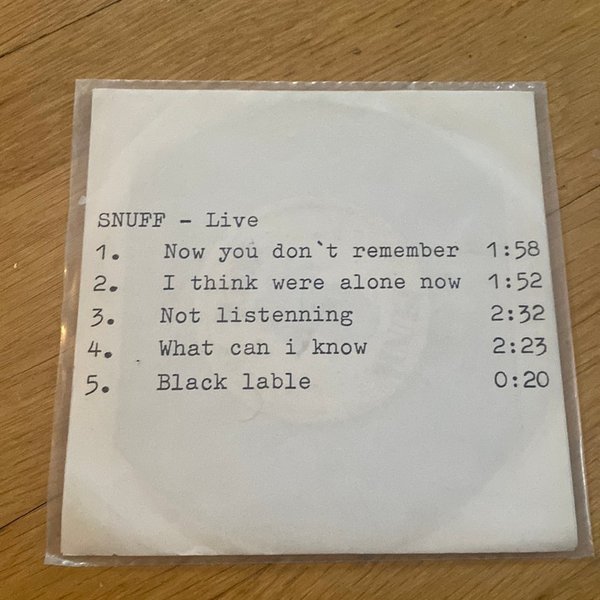 SNUFF - Live
1. Now you don`t remember 1:58
2. I think were alone now 1:52
3. Not listenning 2:32
4. What can i know 2:23
5. Black lable 0:20